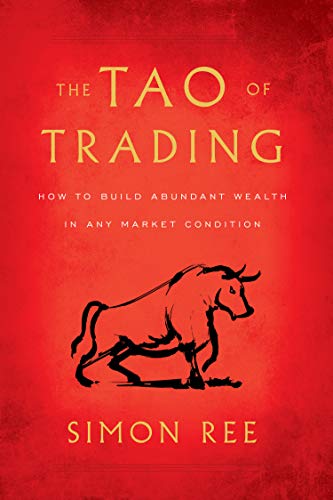 THE TAO OF
TRADING
HOW TO BUILD ABUNDANT WEALTH
IN ANY MARKET CONDITION
SIMON REE